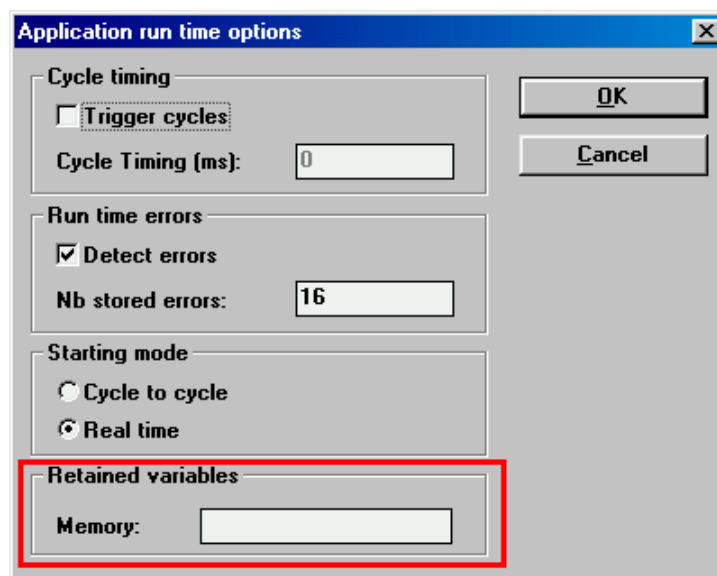 Application run time options
Cycle timing
Trigger cycles
Cycle Timing (ms): 0
OK
Cancel
Run time errors
Detect errors
Nb stored errors: 16
Starting mode
Cycle to cycle
Real time
Retained variables
Memory: